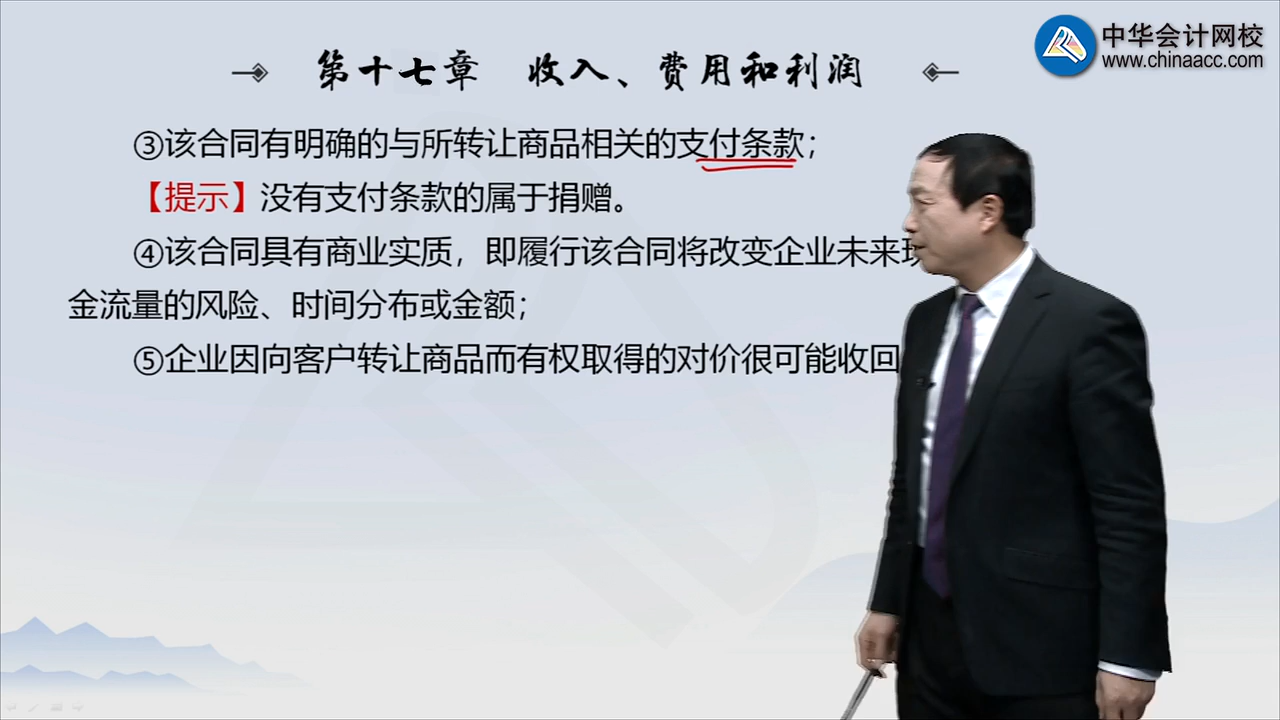 中华会计网校
www.chinaacc.com
第十七章 收入、费用和利润
③该合同有明确的与所转让商品相关的支付条款；
【提示】没有支付条款的属于捐赠。
④该合同具有商业实质，即履行该合同将改变企业未来现
金流量的风险、时间分布或金额；
⑤企业因向客户转让商品而有权取得的对价很可能收回